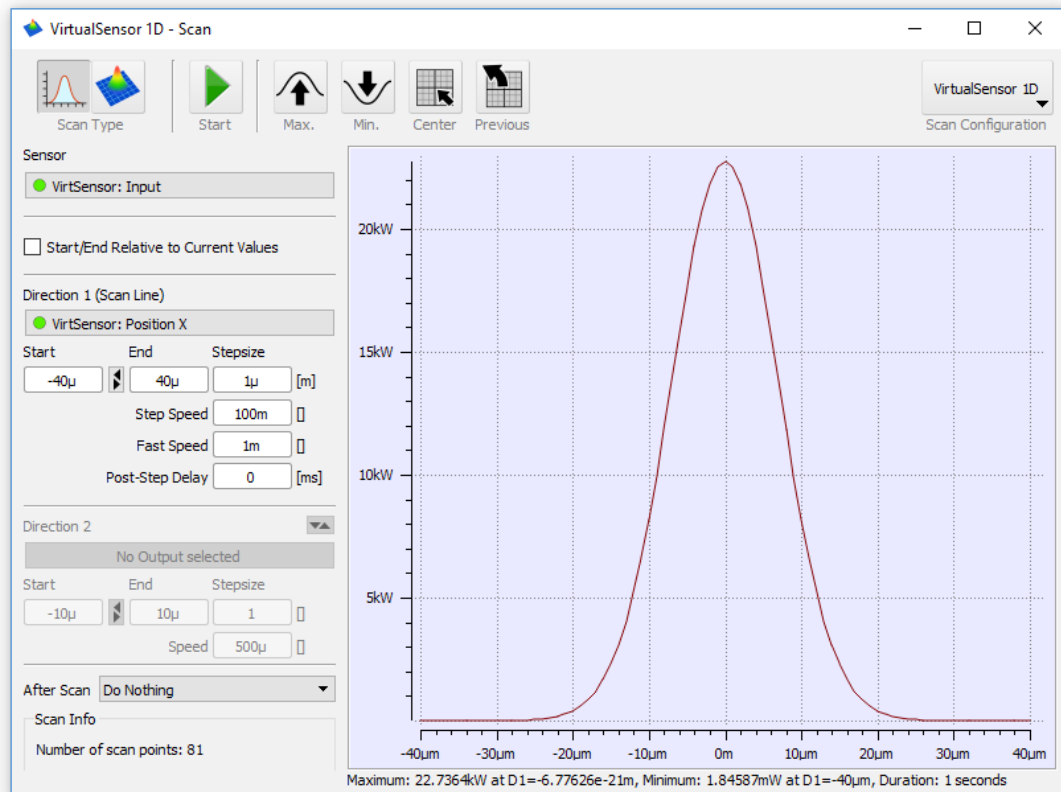 VirtualSensor 1D - Scan
Scan Type
Start
Max.
Min.
Center
Previous
VirtualSensor 1D
Scan Configuration
Sensor
VirtSensor: Input
Start/End Relative to Current Values
Direction 1 (Scan Line)
VirtSensor: Position X
Start End Stepsize
-40μ 40μ 1μ [m]
Step Speed 100m []
Fast Speed 1m []
Post-Step Delay 0 [ms]
Direction 2
No Output selected
Start End Stepsize
-10μ 10μ 1 []
Speed 500μ []
After Scan Do Nothing
Scan Info
Number of scan points: 81
20kW
15kW
10kW
5kW
-40μm -30μm -20μm -10μm 0m 10μm 20μm 30μm 40μm
Maximum: 22.7364kW at D1=-6.77626e-21m, Minimum: 1.84587mW at D1=-40μm, Duration: 1 seconds